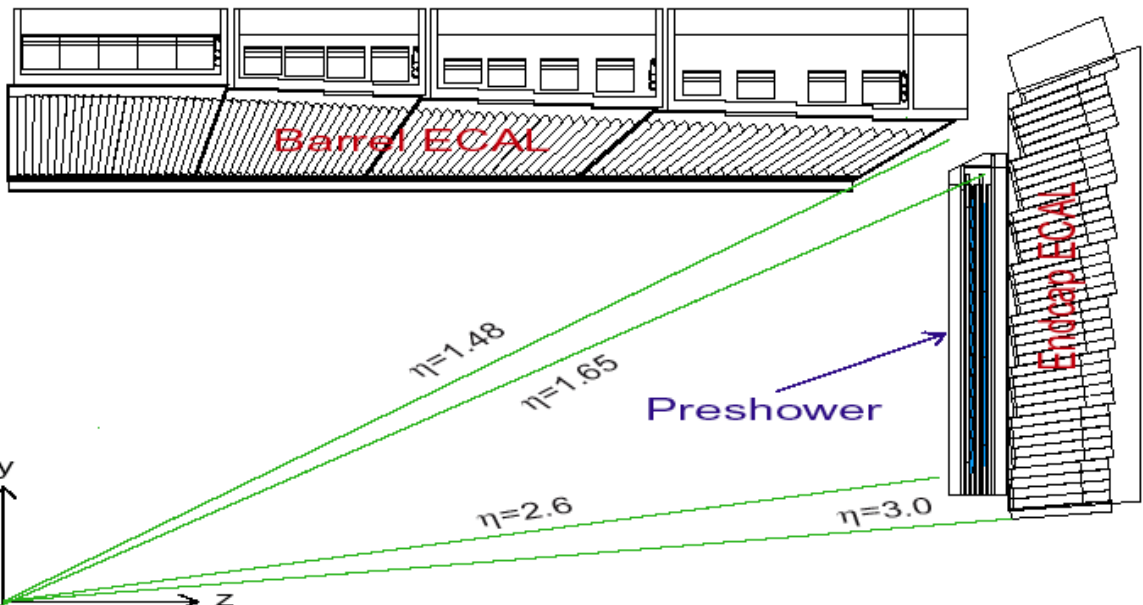 Barrel ECAL
Endcap ECAL
η=1.48
η=1.65
Preshower
y
η=2.6
η=3.0
z